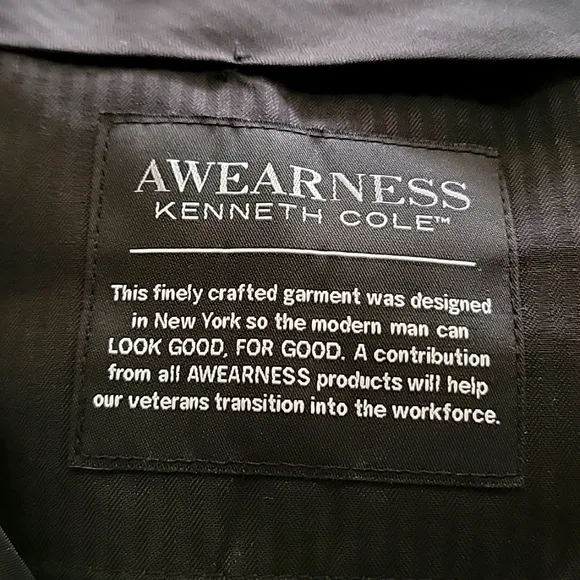 AWEARNESS
KENNETH COLE™
This finely crafted garment was designed
in New York so the modern man can
LOOK GOOD, FOR GOOD. A contribution
from all AWEARNESS products will help
our veterans transition into the workforce.